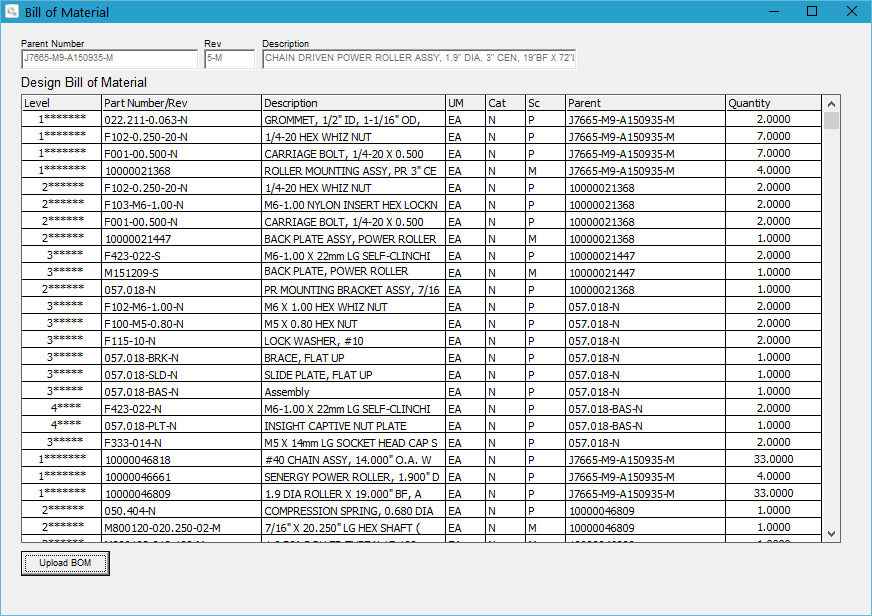 Bill of Material
Parent Number Rev Description
J7665-M9-A150935-M 5-M CHAIN DRIVEN POWER ROLLER ASSY, 1.9" DIA, 3" CEN, 19"BF X 72"I
Design Bill of Material
Level Part Number/Rev Description UM Cat Sc Parent Quantity
1******* 022.211-0.063-N GROMMET, 1/2" ID, 1-1/16" OD, EA N P J7665-M9-A150935-M 2.0000
1******* F102-0.250-20-N 1/4-20 HEX WHIZ NUT EA N P J7665-M9-A150935-M 7.0000
1******* F001-00.500-N CARRIAGE BOLT, 1/4-20 X 0.500 EA N P J7665-M9-A150935-M 7.0000
1******* 10000021368 ROLLER MOUNTING ASSY, PR 3" CE EA N M J7665-M9-A150935-M 4.0000
2****** F102-0.250-20-N 1/4-20 HEX WHIZ NUT EA N P 10000021368 2.0000
2****** F103-M6-1.00-N M6-1.00 NYLON INSERT HEX LOCKN EA N P 10000021368 2.0000
2****** F001-00.500-N CARRIAGE BOLT, 1/4-20 X 0.500 EA N P 10000021368 2.0000
2****** 10000021447 BACK PLATE ASSY, POWER ROLLER EA N M 10000021368 1.0000
3***** F423-022-S M6-1.00 X 22mm LG SELF-CLINCHI EA N P 10000021447 2.0000
3***** M151209-S BACK PLATE, POWER ROLLER EA N M 10000021447 1.0000
2****** 057.018-N PR MOUNTING BRACKET ASSY, 7/16 EA N P 10000021368 1.0000
3***** F102-M6-1.00-N M6 X 1.00 HEX WHIZ NUT EA N P 057.018-N 2.0000
3***** F100-M5-0.80-N M5 X 0.80 HEX NUT EA N P 057.018-N 2.0000
3***** F115-10-N LOCK WASHER, #10 EA N P 057.018-N 2.0000
3***** 057.018-BRK-N BRACE, FLAT UP EA N P 057.018-N 1.0000
3***** 057.018-SLD-N SLIDE PLATE, FLAT UP EA N P 057.018-N 1.0000
3***** 057.018-BAS-N Assembly EA N P 057.018-N 1.0000
4**** F423-022-N M6-1.00 X 22mm LG SELF-CLINCHI EA N P 057.018-BAS-N 2.0000
4**** 057.018-PLT-N INSIGHT CAPTIVE NUT PLATE EA N P 057.018-BAS-N 1.0000
3***** F333-014-N M5 X 14mm LG SOCKET HEAD CAP S EA N P 057.018-N 2.0000
1******* 10000046818 #40 CHAIN ASSY, 14.000" O.A. W EA N P J7665-M9-A150935-M 33.0000
1******* 10000046661 SENERGY POWER ROLLER, 1.900" D EA N P J7665-M9-A150935-M 4.0000
1******* 10000046809 1.9 DIA ROLLER X 19.000" BF, A EA N P J7665-M9-A150935-M 33.0000
2****** 050.404-N COMPRESSION SPRING, 0.680 DIA EA N P 10000046809 1.0000
2****** M800120-020.250-02-M 7/16" X 20.250" LG HEX SHAFT ( EA N M 10000046809 1.0000
Upload BOM